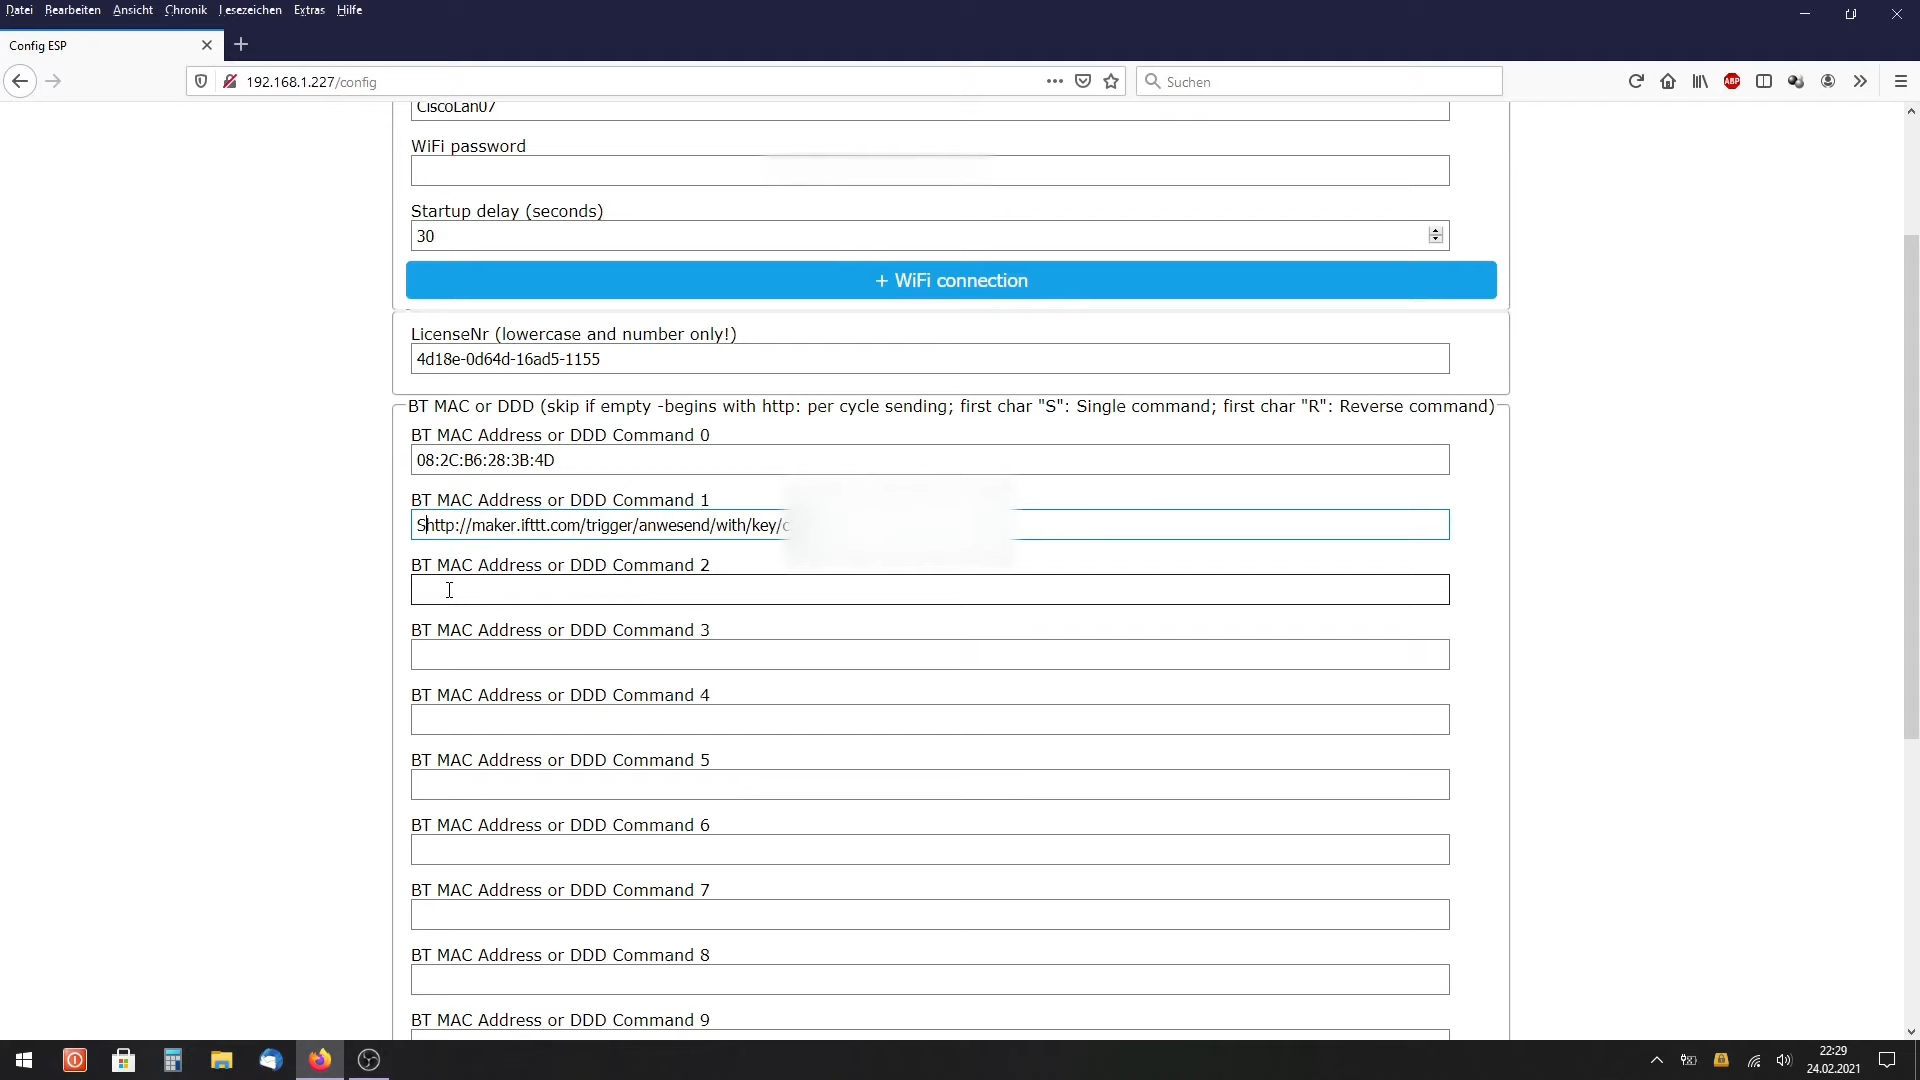 Datei Bearbeiten Ansicht Chronik Lesezeichen Extras Hilfe
Config ESP
192.168.1.227/config
Suchen
ABP
CiscoLan07
WiFi password
Startup delay (seconds)
30
+ WiFi connection
LicenseNr (lowercase and number only!)
4d18e-0d64d-16ad5-1155
BT MAC or DDD (skip if empty -begins with http: per cycle sending; first char "S": Single command; first char "R": Reverse command)
BT MAC Address or DDD Command 0
08:2C:B6:28:3B:4D
BT MAC Address or DDD Command 1
Shttp://maker.ifttt.com/trigger/anwesend/with/key/
BT MAC Address or DDD Command 2
BT MAC Address or DDD Command 3
BT MAC Address or DDD Command 4
BT MAC Address or DDD Command 5
BT MAC Address or DDD Command 6
BT MAC Address or DDD Command 7
BT MAC Address or DDD Command 8
BT MAC Address or DDD Command 9
22:29
24.02.2021